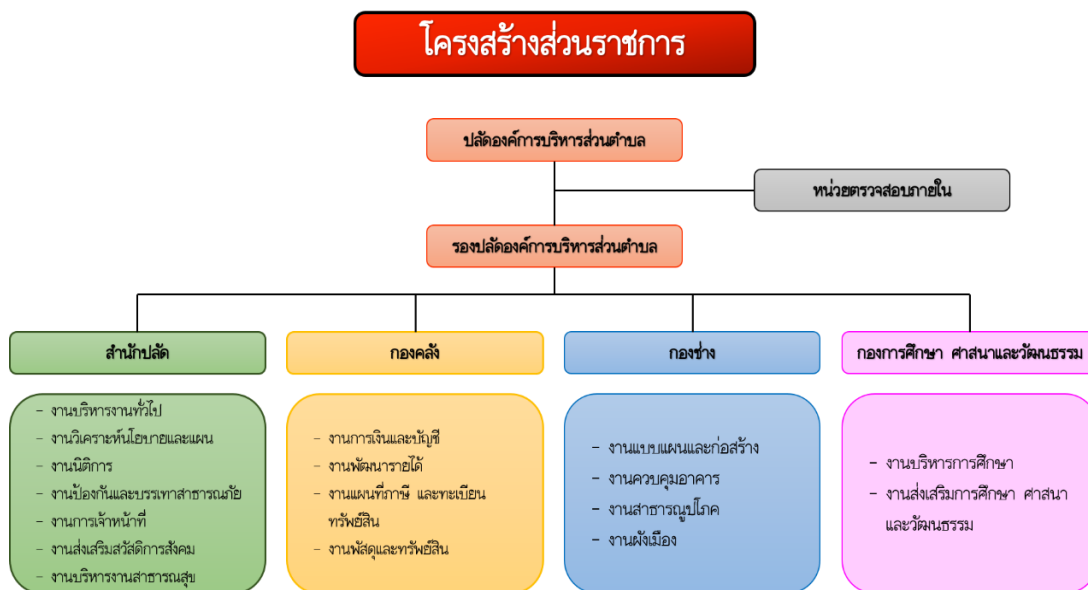 โครงสร้างส่วนราชการ
ปลัดองค์การบริหารส่วนตำบล
หน่วยตรวจสอบภายใน
รองปลัดองค์การบริหารส่วนตำบล
สำนักปลัด
- งานบริหารงานทั่วไป
- งานวิเคราะห์นโยบายและแผน
- งานนิติการ
- งานป้องกันและบรรเทาสาธารณภัย
- งานการเจ้าหน้าที่
- งานส่งเสริมสวัสดิการสังคม
- งานบริหารงานสาธารณสุข
กองคลัง
- งานการเงินและบัญชี
- งานพัฒนารายได้
- งานแผนที่ภาษี และทะเบียน
ทรัพย์สิน
- งานพัสดุและทรัพย์สิน
กองช่าง
- งานแบบแผนและก่อสร้าง
- งานควบคุมอาคาร
- งานสาธารณูปโภค
- งานผังเมือง
กองการศึกษา ศาสนาและวัฒนธรรม
- งานบริหารการศึกษา
- งานส่งเสริมการศึกษา ศาสนา
และวัฒนธรรม